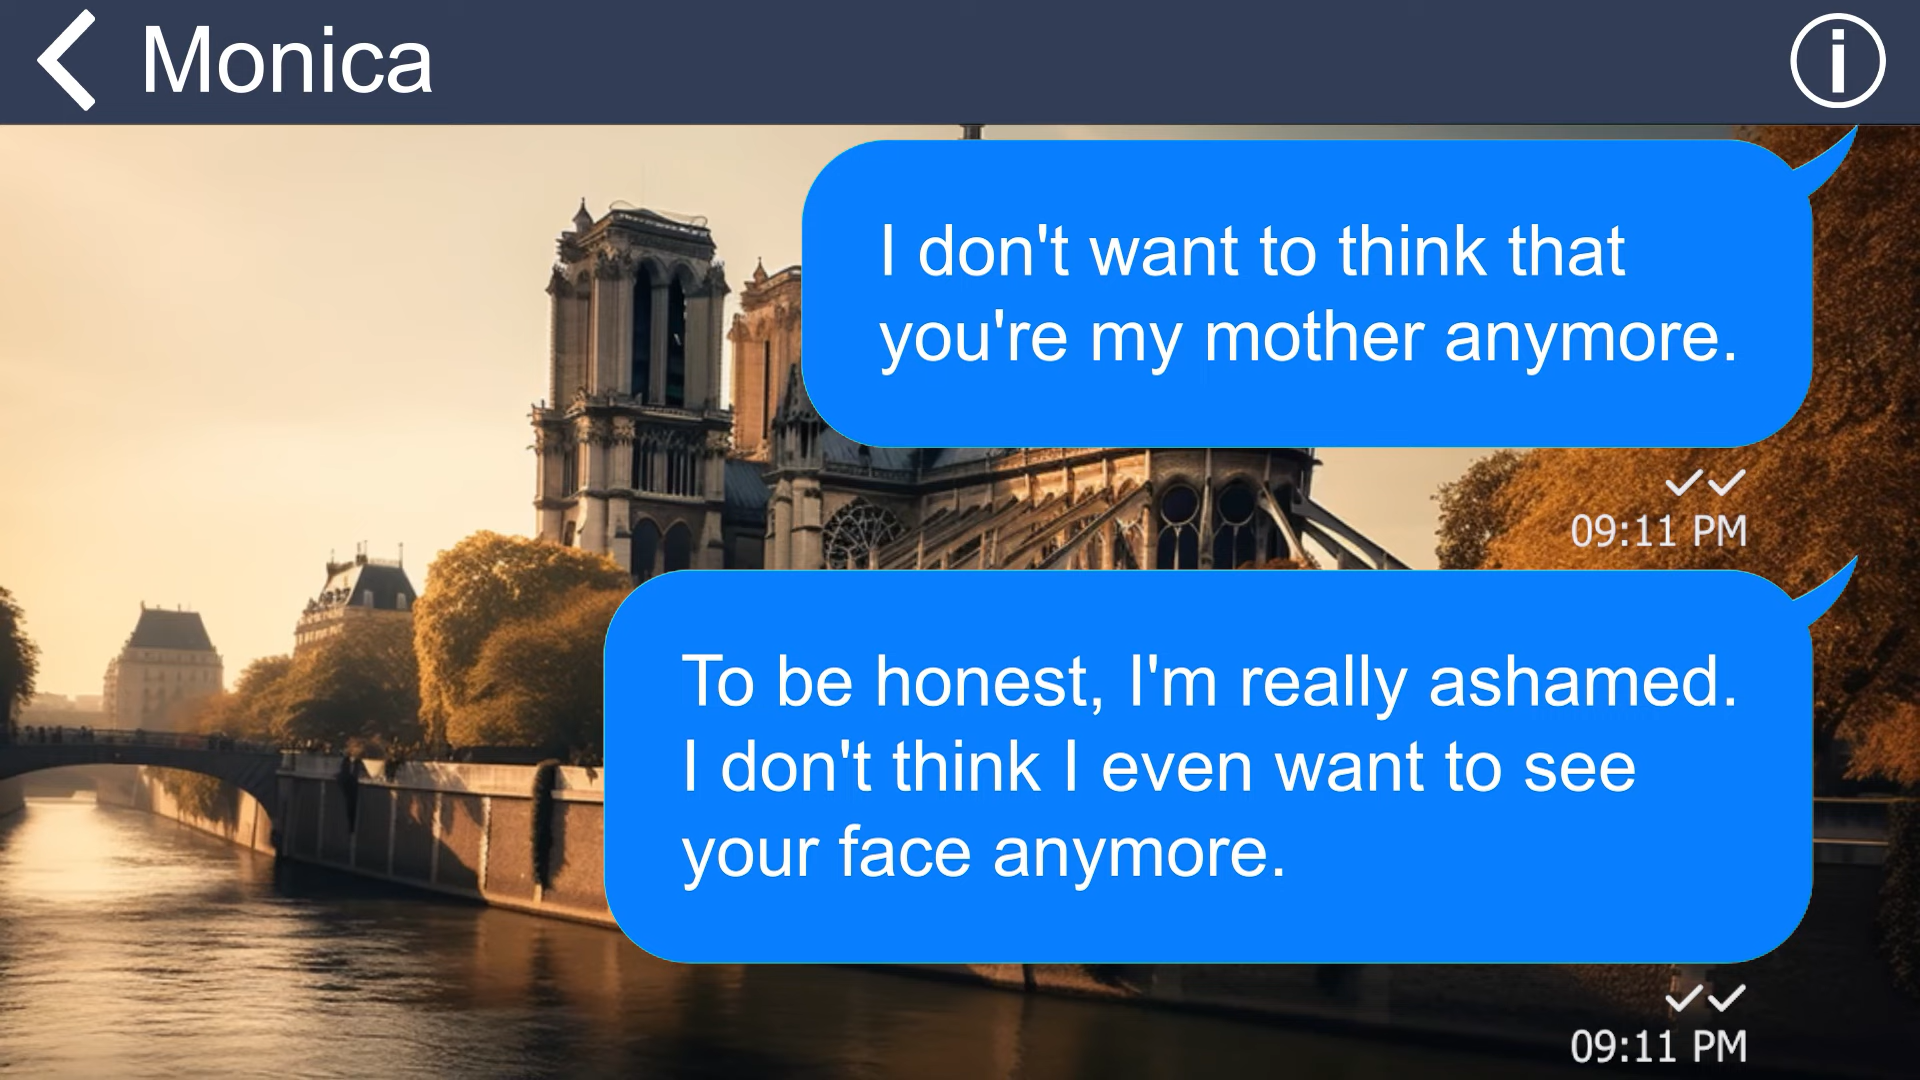 Monica
I don't want to think that
you're my mother anymore.
09:11 PM
To be honest, I'm really ashamed.
I don't think I even want to see
your face anymore.
09:11 PM